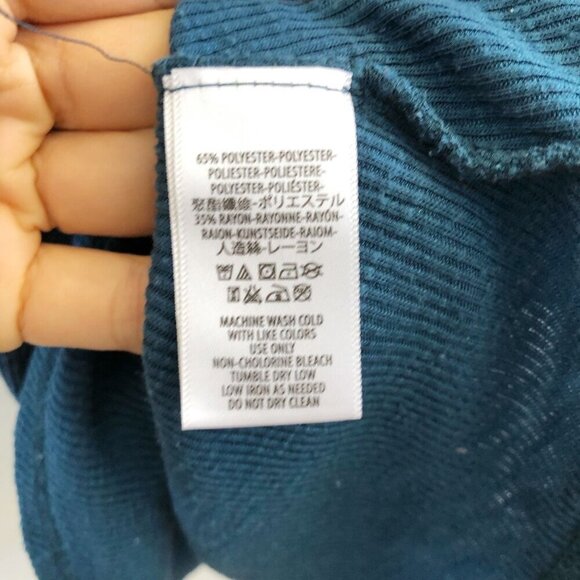 65% POLYESTER-POLYESTER-
POLIESTER-POLIESTERE-
POLYESTER-POLIÉSTER-
聚酯纖維-ポリエステル
35% RAYON-RAYONNE-RAYÓN-
RAION-KUNSTSEIDE-RAIOM-
人造絲-レーヨン
MACHINE WASH COLD
WITH LIKE COLORS
USE ONLY
NON-CHOLORINE BLEACH
TUMBLE DRY LOW
LOW IRON AS NEEDED
DO NOT DRY CLEAN